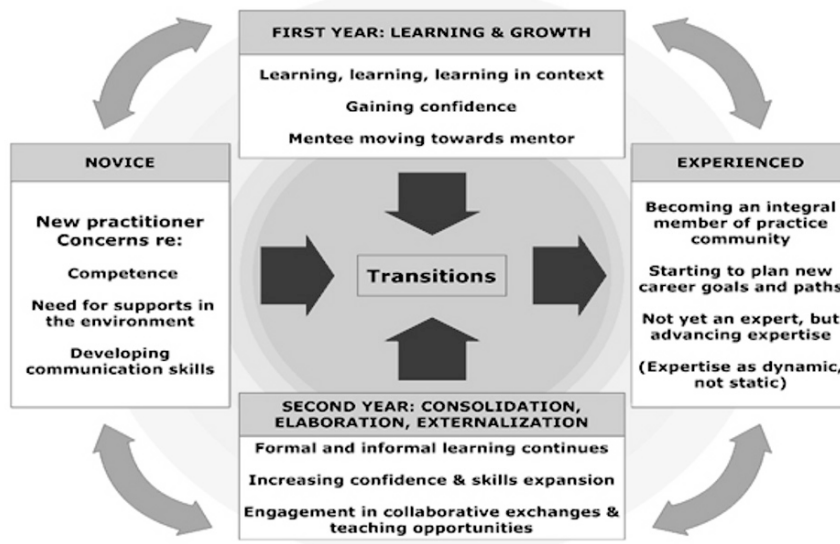 FIRST YEAR: LEARNING & GROWTH
Learning, learning, learning in context
Gaining confidence
Mentee moving towards mentor
NOVICE
New practitioner
Concerns re:
Competence
Need for supports in
the environment
Developing
communication skills
Transitions
EXPERIENCED
Becoming an integral
member of practice
community
Starting to plan new
career goals and paths
Not yet an expert, but
advancing expertise
(Expertise as dynamic,
not static)
SECOND YEAR: CONSOLIDATION,
ELABORATION, EXTERNALIZATION
Formal and informal learning continues
Increasing confidence & skills expansion
Engagement in collaborative exchanges &
teaching opportunities